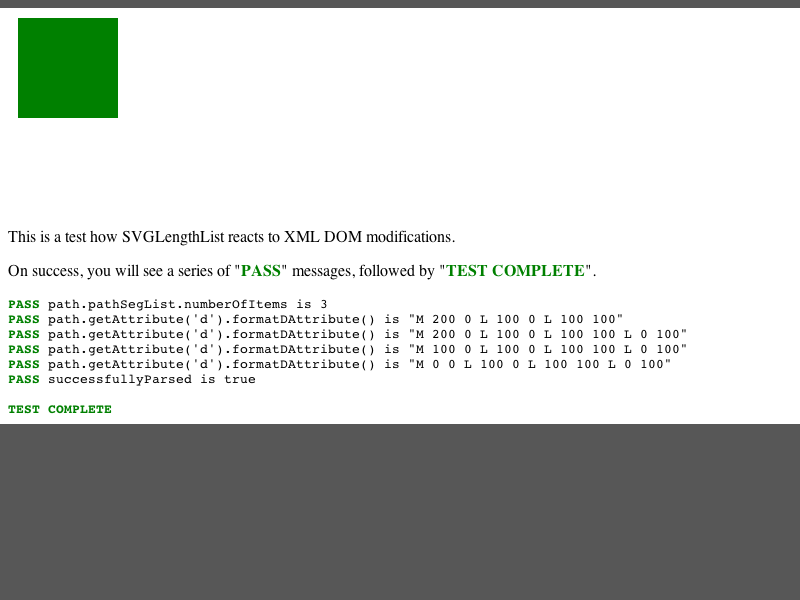 This is a test how SVGLengthList reacts to XML DOM modifications.
On success, you will see a series of "PASS" messages, followed by "TEST COMPLETE".
PASS path.pathSegList.numberOfItems is 3
PASS path.getAttribute('d').formatDAttribute() is "M 200 0 L 100 0 L 100 100"
PASS path.getAttribute('d').formatDAttribute() is "M 200 0 L 100 0 L 100 100 L 0 100"
PASS path.getAttribute('d').formatDAttribute() is "M 100 0 L 100 0 L 100 100 L 0 100"
PASS path.getAttribute('d').formatDAttribute() is "M 0 0 L 100 0 L 100 100 L 0 100"
PASS successfullyParsed is true
TEST COMPLETE